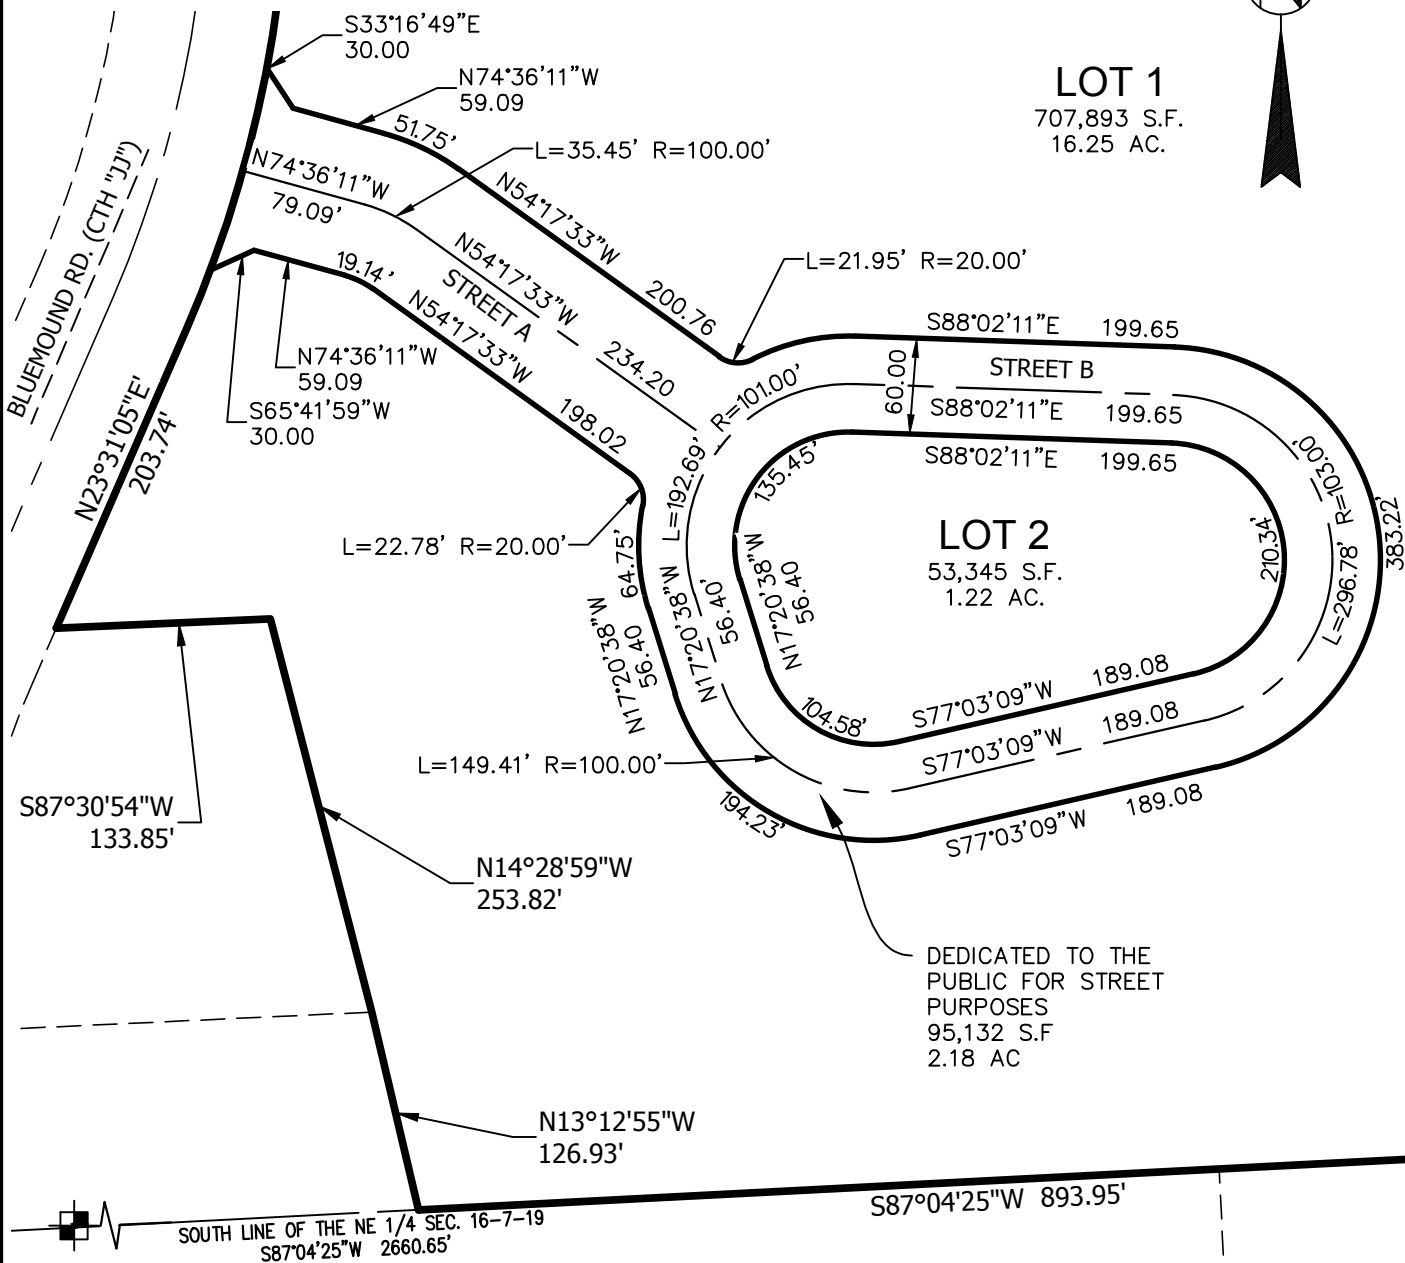 S33°16'49"E
30.00
N74°36'11"W
59.09
LOT 1
707,893 S.F.
16.25 AC.
51.75'
L=35.45' R=100.00'
N74°36'11"W
79.09'
N54°17'33"W
BLUEMOUND RD. (CTH "JJ")
N54°17'33"W
STREET A
L=21.95' R=20.00'
19.14'
N54°17'33"W
200.76
S88°02'11"E 199.65
STREET B
60.00
N74°36'11"W
59.09
234.20
R=101.00'
S88°02'11"E 199.65
S65°41'59"W
30.00
198.02
S88°02'11"E 199.65
N23°31'05"E'
203.74'
L=192.69'
135.45'
R=103.00'
LOT 2
53,345 S.F.
1.22 AC.
L=22.78' R=20.00'
64.75'
210.34'
383.22'
L=296.78'
N17°20'38"W
56.40
N17°20'38"W
56.40'
N17°20'38"W
56.40
S77°03'09"W 189.08
104.58'
S77°03'09"W 189.08
L=149.41' R=100.00'
194.23'
S77°03'09"W 189.08
S87°30'54"W
133.85'
N14°28'59"W
253.82'
DEDICATED TO THE
PUBLIC FOR STREET
PURPOSES
95,132 S.F
2.18 AC
N13°12'55"W
126.93'
S87°04'25"W 893.95'
SOUTH LINE OF THE NE 1/4 SEC. 16-7-19
S87°04'25"W 2660.65'